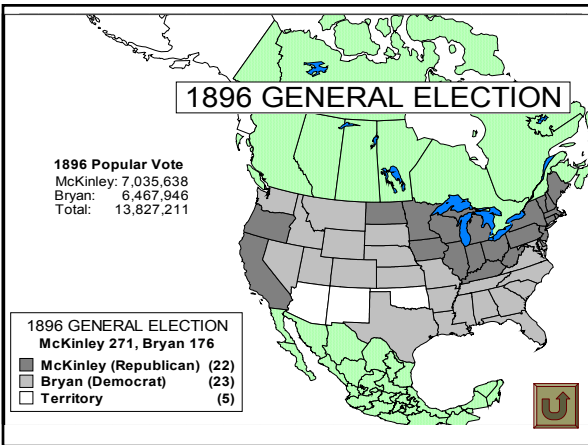 1896 GENERAL ELECTION
1896 Popular Vote
McKinley: 7,035,638
Bryan: 6,467,946
Total: 13,827,211
1896 GENERAL ELECTION
McKinley 271, Bryan 176
McKinley (Republican) (22)
Bryan (Democrat) (23)
Territory (5)